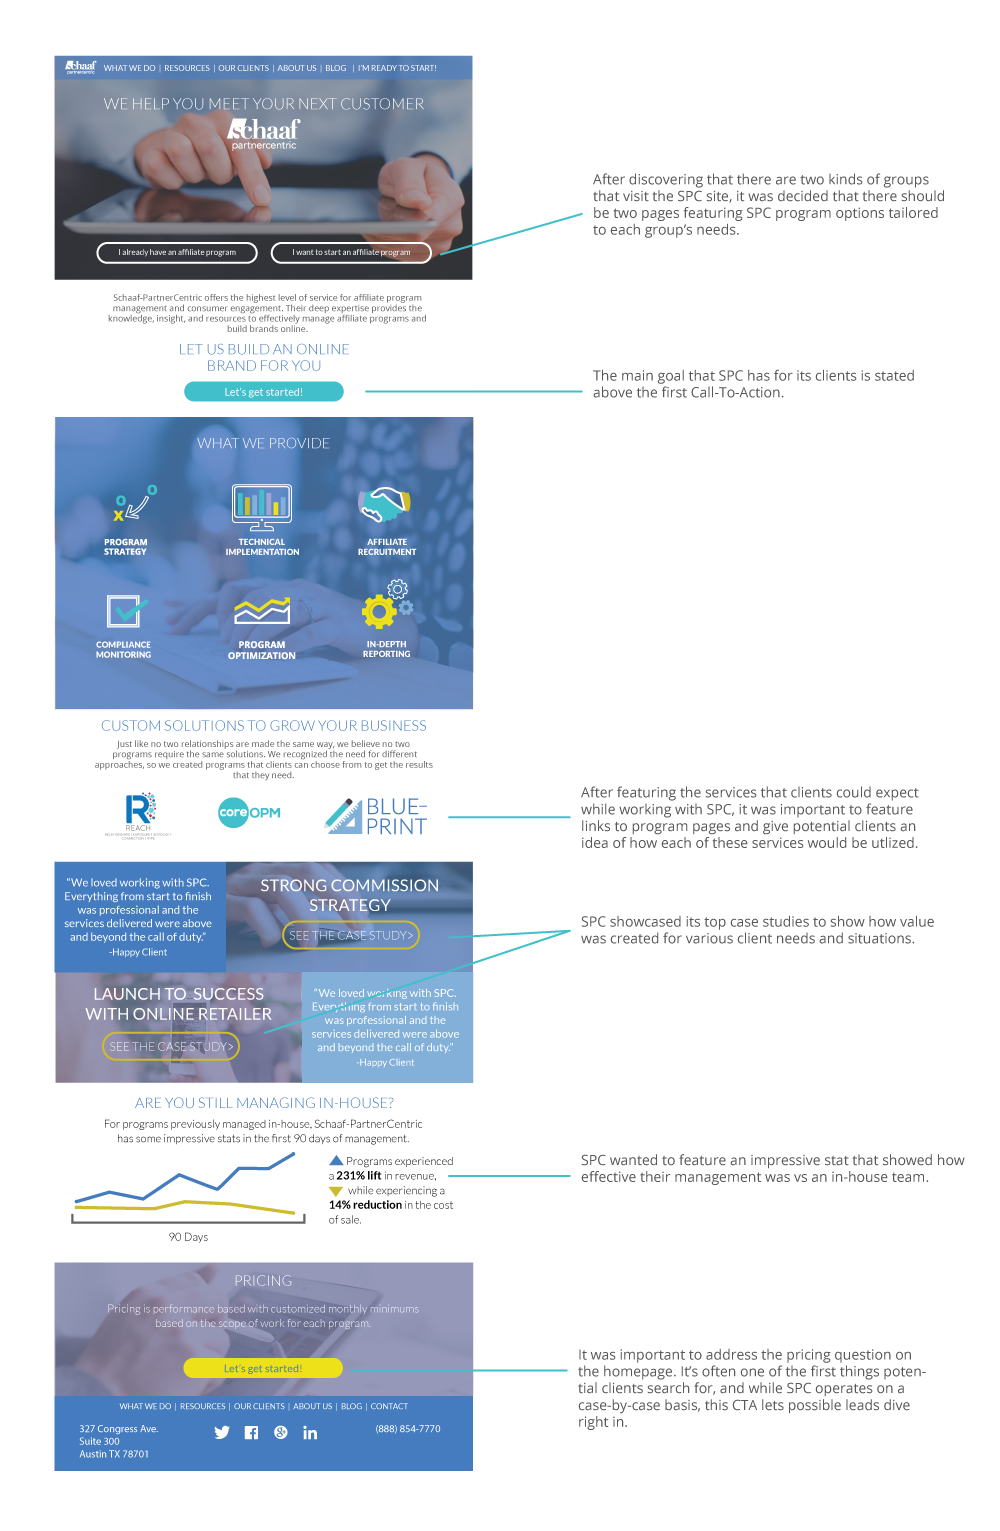 Schaaf
partnercentric
WHAT WE DO | RESOURCES | OUR CLIENTS | ABOUT US | BLOG | I'M READY TO START!
WE HELP YOU MEET YOUR NEXT CUSTOMER
Schaaf
partnercentric
I already have an affiliate program
I want to start an affiliate program
After discovering that there are two kinds of groups
that visit the SPC site, it was decided that there should
be two pages featuring SPC program options tailored
to each group's needs.
Schaaf-PartnerCentric offers the highest level of service for affiliate program
management and consumer engagement. Their deep expertise provides the
knowledge, insight, and resources to effectively manage affiliate programs and
build brands online.
LET US BUILD AN ONLINE
BRAND FOR YOU
Let's get started!
The main goal that SPC has for its clients is stated
above the first Call-To-Action.
WHAT WE PROVIDE
PROGRAM
STRATEGY
TECHNICAL
IMPLEMENTATION
AFFILIATE
RECRUITMENT
COMPLIANCE
MONITORING
PROGRAM
OPTIMIZATION
IN-DEPTH
REPORTING
CUSTOM SOLUTIONS TO GROW YOUR BUSINESS
Just like no two relationships are made the same way, we believe no two
programs require the same solutions. We recognized the need for different
approaches, so we created programs that clients can choose from to get the results
that they need.
R
REACH
core OPM
BLUE-
PRINT
After featuring the services that clients could expect
while working with SPC, it was important to feature
links to program pages and give potential clients an
idea of how each of these services would be utlized.
"We loved working with SPC.
Everything from start to finish
was professional and the
services delivered were above
and beyond the call of duty."
-Happy Client
STRONG COMMISSION
STRATEGY
SEE THE CASE STUDY>
SPC showcased its top case studies to show how value
was created for various client needs and situations.
LAUNCH TO SUCCESS
WITH ONLINE RETAILER
SEE THE CASE STUDY>
"We loved working with SPC.
Everything from start to finish
was professional and the
services delivered were above
and beyond the call of duty."
-Happy Client
ARE YOU STILL MANAGING IN-HOUSE?
For programs previously managed in-house, Schaaf-PartnerCentric
has some impressive stats in the first 90 days of management.
Programs experienced
a 231% lift in revenue,
while experiencing a
14% reduction in the cost
of sale.
90 Days
SPC wanted to feature an impressive stat that showed how
effective their management was vs an in-house team.
PRICING
Pricing is performance based with customized monthly minimums
based on the scope of work for each program.
Let's get started!
It was important to address the pricing question on
the homepage. It's often one of the first things poten-
tial clients search for, and while SPC operates on a
case-by-case basis, this CTA lets possible leads dive
right in.
WHAT WE DO | RESOURCES | OUR CLIENTS | ABOUT US | BLOG | CONTACT
327 Congress Ave.
Suite 300
Austin TX 78701
(888) 854-7770